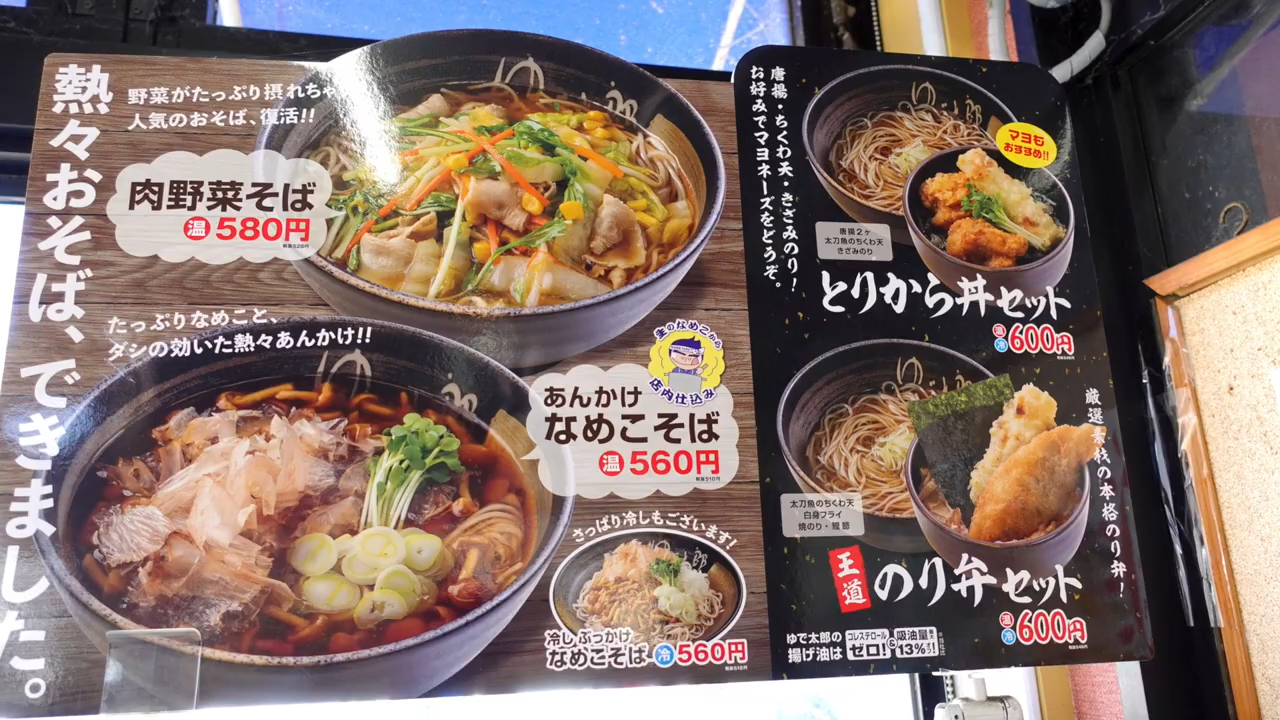 熱々おそば、できました。
野菜がたっぷり摂れちゃ
人気のおそば、復活!!
肉野菜そば
温 580円
たっぷりなめこと、
ダシの効いた熱々あんかけ!!
生のなめこから
店内仕込み
あんかけ
なめこそば
温 560円
さっぱり冷しもございます!
冷しぶっかけ
なめこそば 冷 560円
唐揚・ちくわ天・きざみのり!
お好みでマヨネーズをどうぞ。
マヨも
おすすめ!!
唐揚2ヶ
太刀魚のちくわ天
きざみのり
とりから丼セット
温 冷 600円
厳選素材の本格のり弁!
太刀魚のちくわ天
白身フライ
焼のり・鰹節
王道 のり弁セット
温 冷 600円
ゆで太郎の
揚げ油は
コレステロール
ゼロ!
&
吸油量
13%